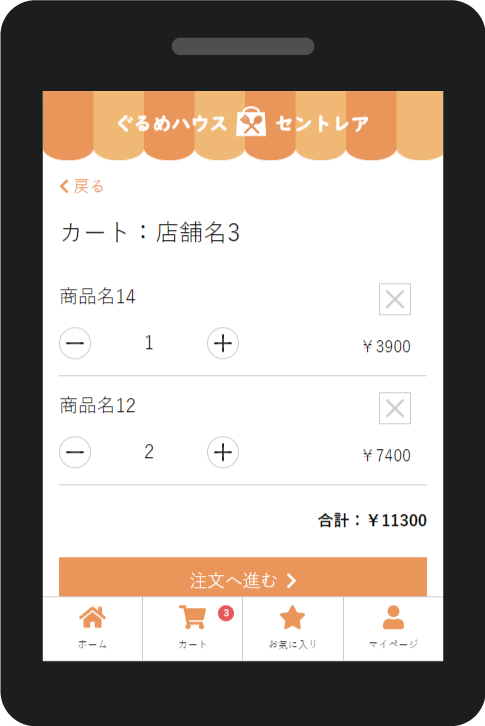 ぐるめハウス セントレア
戻る
カート：店舗名3
商品名14
1
￥3900
商品名12
2
￥7400
合計：￥11300
注文へ進む
3
ホーム カート お気に入り マイページ